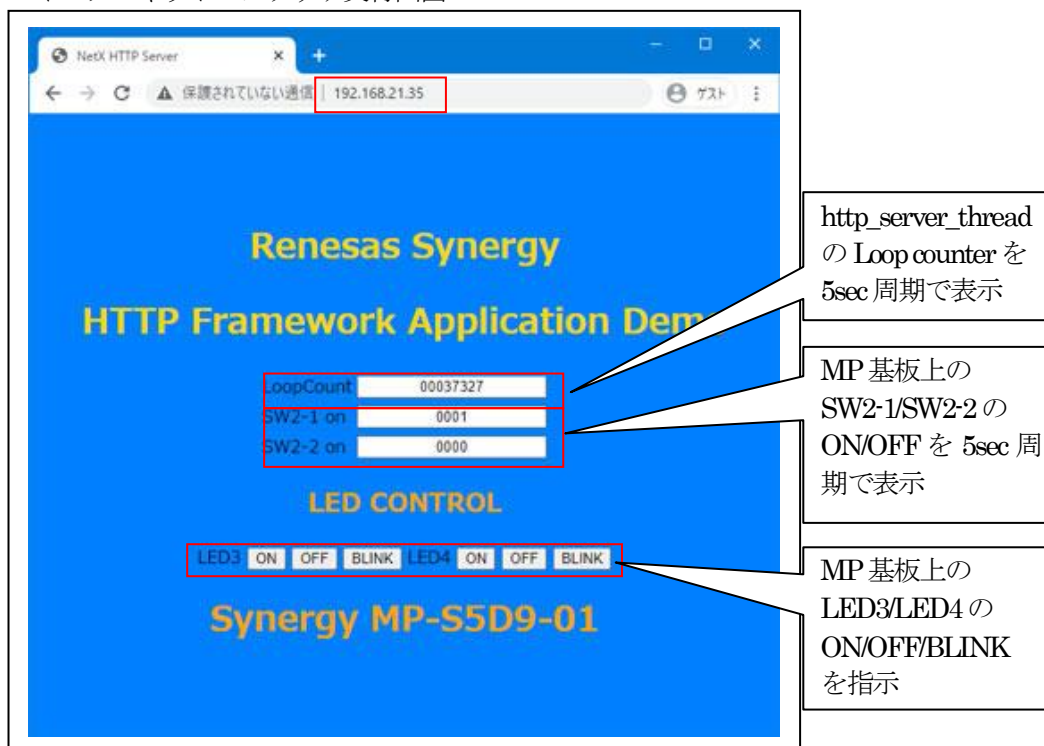 NetX HTTP Server
保護されていない通信 | 192.168.21.35
ゲスト
Renesas Synergy
HTTP Framework Application Dem
LoopCount 00037327
SW2-1 on 0001
SW2-2 on 0000
LED CONTROL
LED3 ON OFF BLINK LED4 ON OFF BLINK
Synergy MP-S5D9-01
http_server_thread
の Loop counter を
5sec 周期で表示
MP 基板上の
SW2-1/SW2-2 の
ON/OFF を 5sec 周
期で表示
MP 基板上の
LED3/LED4 の
ON/OFF/BLINK
を指示